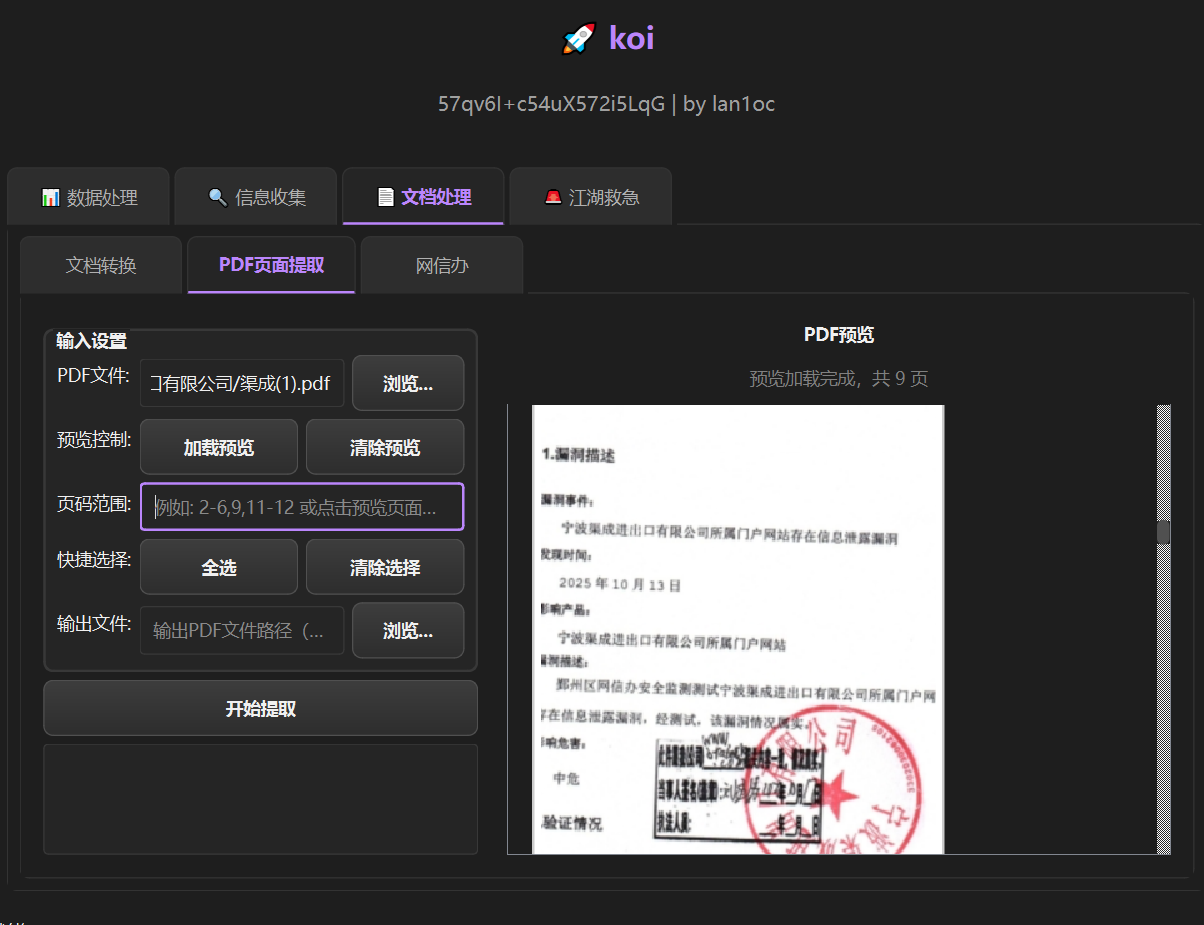 🚀 koi
57qv6I+c54uX572i5LqG | by lan1oc
📊 数据处理
🔍 信息收集
📄 文档处理
🚨 江湖救急
文档转换
PDF页面提取
网信办
输入设置
PDF文件:
有限公司/渠成(1).pdf
浏览...
预览控制:
加载预览
清除预览
页码范围:
例如: 2-6,9,11-12 或点击预览页面...
快捷选择:
全选
清除选择
输出文件:
输出PDF文件路径（...
浏览...
开始提取
PDF预览
预览加载完成，共 9 页
1.漏洞描述
漏洞事件:
宁波渠成进出口有限公司所属门户网站存在信息泄露漏洞
发现时间:
2025 年 10 月 13 日
影响产品:
宁波渠成进出口有限公司所属门户网站
漏洞描述:
鄞州区网信办安全监测测试宁波渠成进出口有限公司所属门户网
存在信息泄露漏洞，经测试，该漏洞情况属实。
影响危害:
中危
验证情况
执法人员:
年 月 日